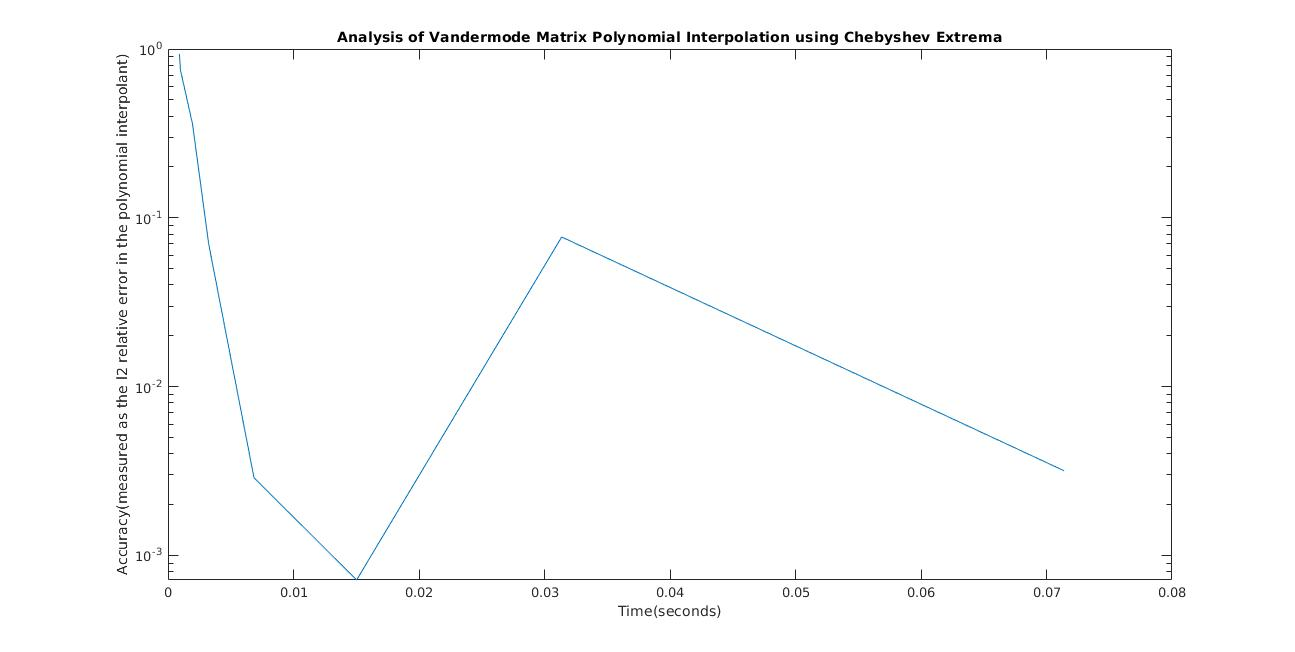 Analysis of Vandermode Matrix Polynomial Interpolation using Chebyshev Extrema
Accuracy(measured as the l2 relative error in the polynomial interpolant)
10^0
10^-1
10^-2
10^-3
0 0.01 0.02 0.03 0.04 0.05 0.06 0.07 0.08
Time(seconds)